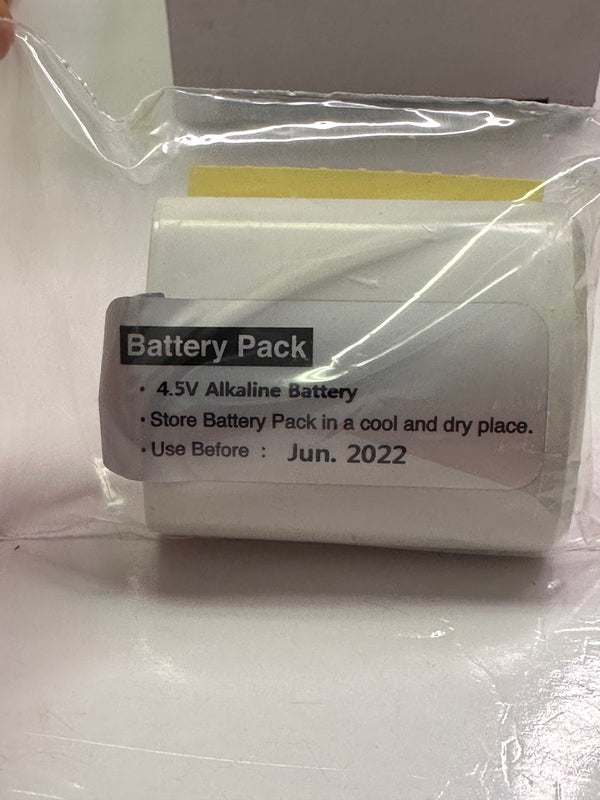 Battery Pack
· 4.5V Alkaline Battery
· Store Battery Pack in a cool and dry place.
· Use Before : Jun. 2022